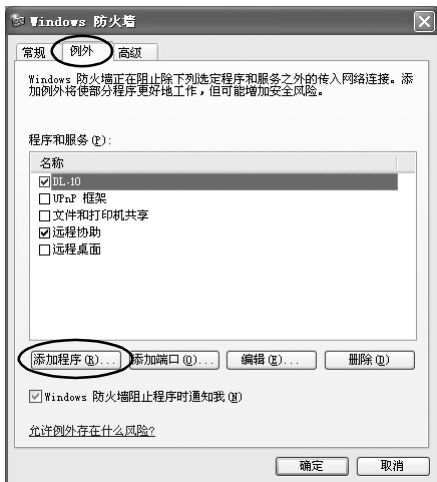 Windows 防火墙
常规 例外 高级
Windows 防火墙正在阻止除下列选定程序和服务之外的传入网络连接。添
加例外将使部分程序更好地工作，但可能增加安全风险。
程序和服务(P):
名称
DL-10
UPnP 框架
文件和打印机共享
远程协助
远程桌面
添加程序(R)... 添加端口(O)... 编辑(E)... 删除(D)
Windows 防火墙阻止程序时通知我(N)
允许例外存在什么风险?
确定 取消